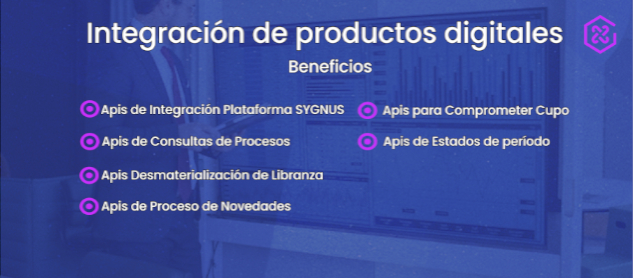 Integración de productos digitales
Beneficios
Apis de Integración Plataforma SYGNUS
Apis de Consultas de Procesos
Apis Desmaterialización de Libranza
Apis de Proceso de Novedades
Apis para Comprometer Cupo
Apis de Estados de período